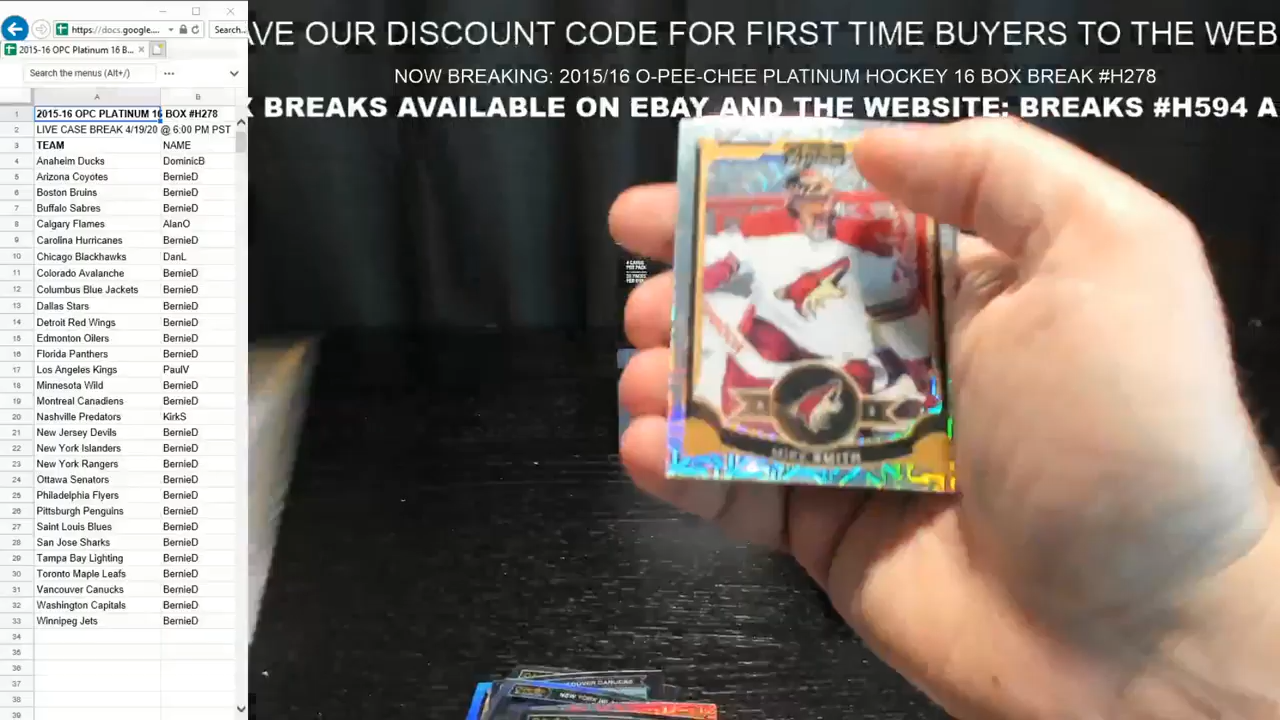 https://docs.google.... Search...
2015-16 OPC Platinum 16 B...
Search the menus (Alt+/)
A B
1 2015-16 OPC PLATINUM 16 BOX #H278
2 LIVE CASE BREAK 4/19/20 @ 6:00 PM PST
3 TEAM NAME
4 Anaheim Ducks DominicB
5 Arizona Coyotes BernieD
6 Boston Bruins BernieD
7 Buffalo Sabres BernieD
8 Calgary Flames AlanO
9 Carolina Hurricanes BernieD
10 Chicago Blackhawks DanL
11 Colorado Avalanche BernieD
12 Columbus Blue Jackets BernieD
13 Dallas Stars BernieD
14 Detroit Red Wings BernieD
15 Edmonton Oilers BernieD
16 Florida Panthers BernieD
17 Los Angeles Kings PaulV
18 Minnesota Wild BernieD
19 Montreal Canadiens BernieD
20 Nashville Predators KirkS
21 New Jersey Devils BernieD
22 New York Islanders BernieD
23 New York Rangers BernieD
24 Ottawa Senators BernieD
25 Philadelphia Flyers BernieD
26 Pittsburgh Penguins BernieD
27 Saint Louis Blues BernieD
28 San Jose Sharks BernieD
29 Tampa Bay Lighting BernieD
30 Toronto Maple Leafs BernieD
31 Vancouver Canucks BernieD
32 Washington Capitals BernieD
33 Winnipeg Jets BernieD
34
35
36
37
38
39
AVE OUR DISCOUNT CODE FOR FIRST TIME BUYERS TO THE WEB
NOW BREAKING: 2015/16 O-PEE-CHEE PLATINUM HOCKEY 16 BOX BREAK #H278
X BREAKS AVAILABLE ON EBAY AND THE WEBSITE: BREAKS #H594 A
MIKE SMITH
NEW YORK